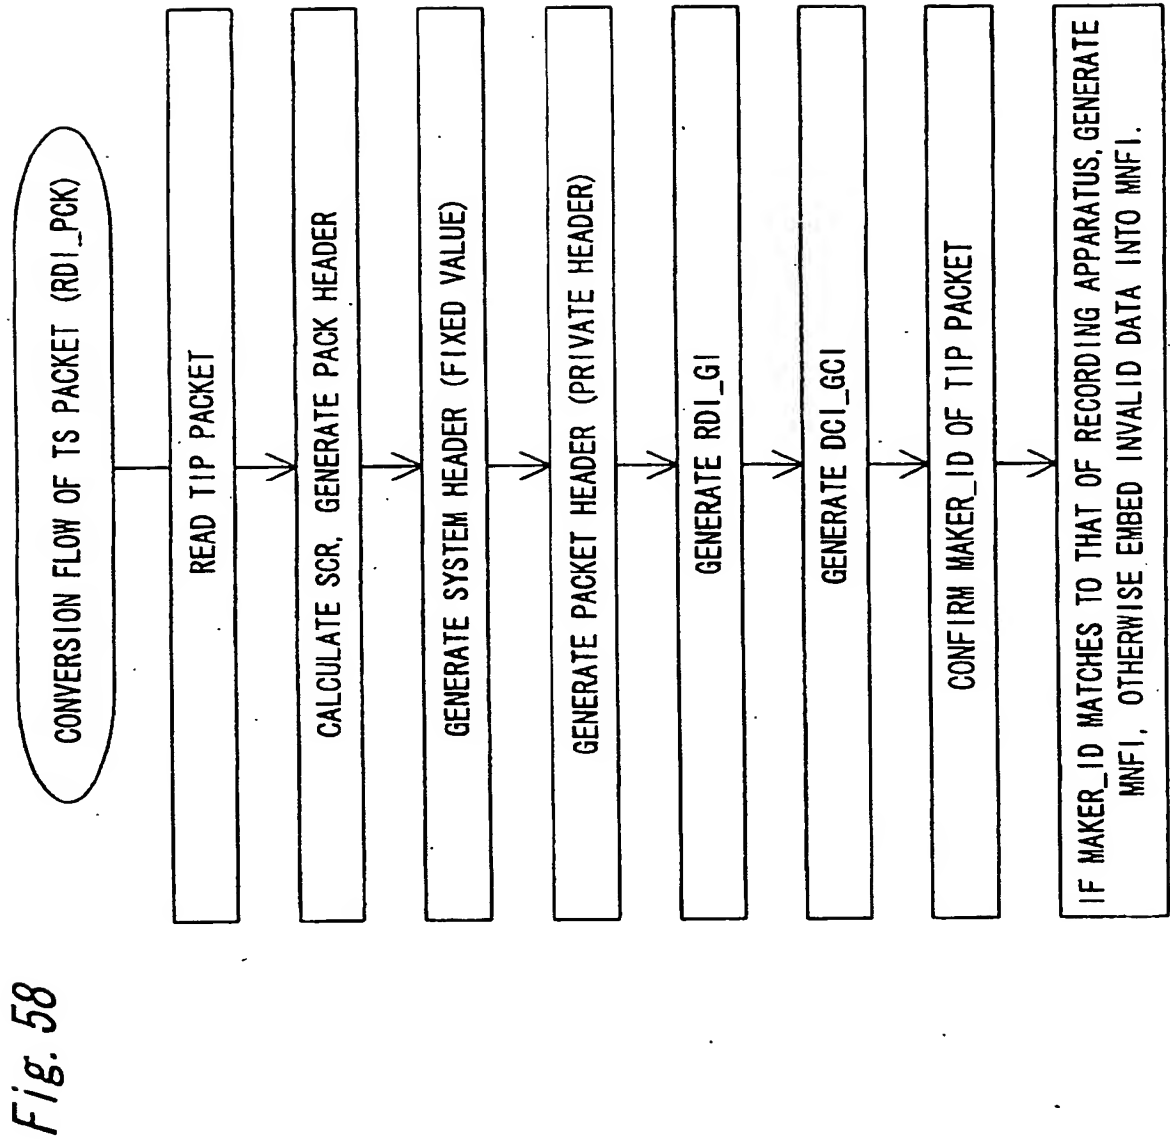 Fig. 58
CONVERSION FLOW OF TS PACKET (RDI_PCK)
READ TIP PACKET
CALCULATE SCR, GENERATE PACK HEADER
GENERATE SYSTEM HEADER (FIXED VALUE)
GENERATE PACKET HEADER (PRIVATE HEADER)
GENERATE RDI_GI
GENERATE DCI_GCI
CONFIRM MAKER_ID OF TIP PACKET
IF MAKER_ID MATCHES TO THAT OF RECORDING APPARATUS, GENERATE
MNFI, OTHERWISE EMBED INVALID DATA INTO MNFI.